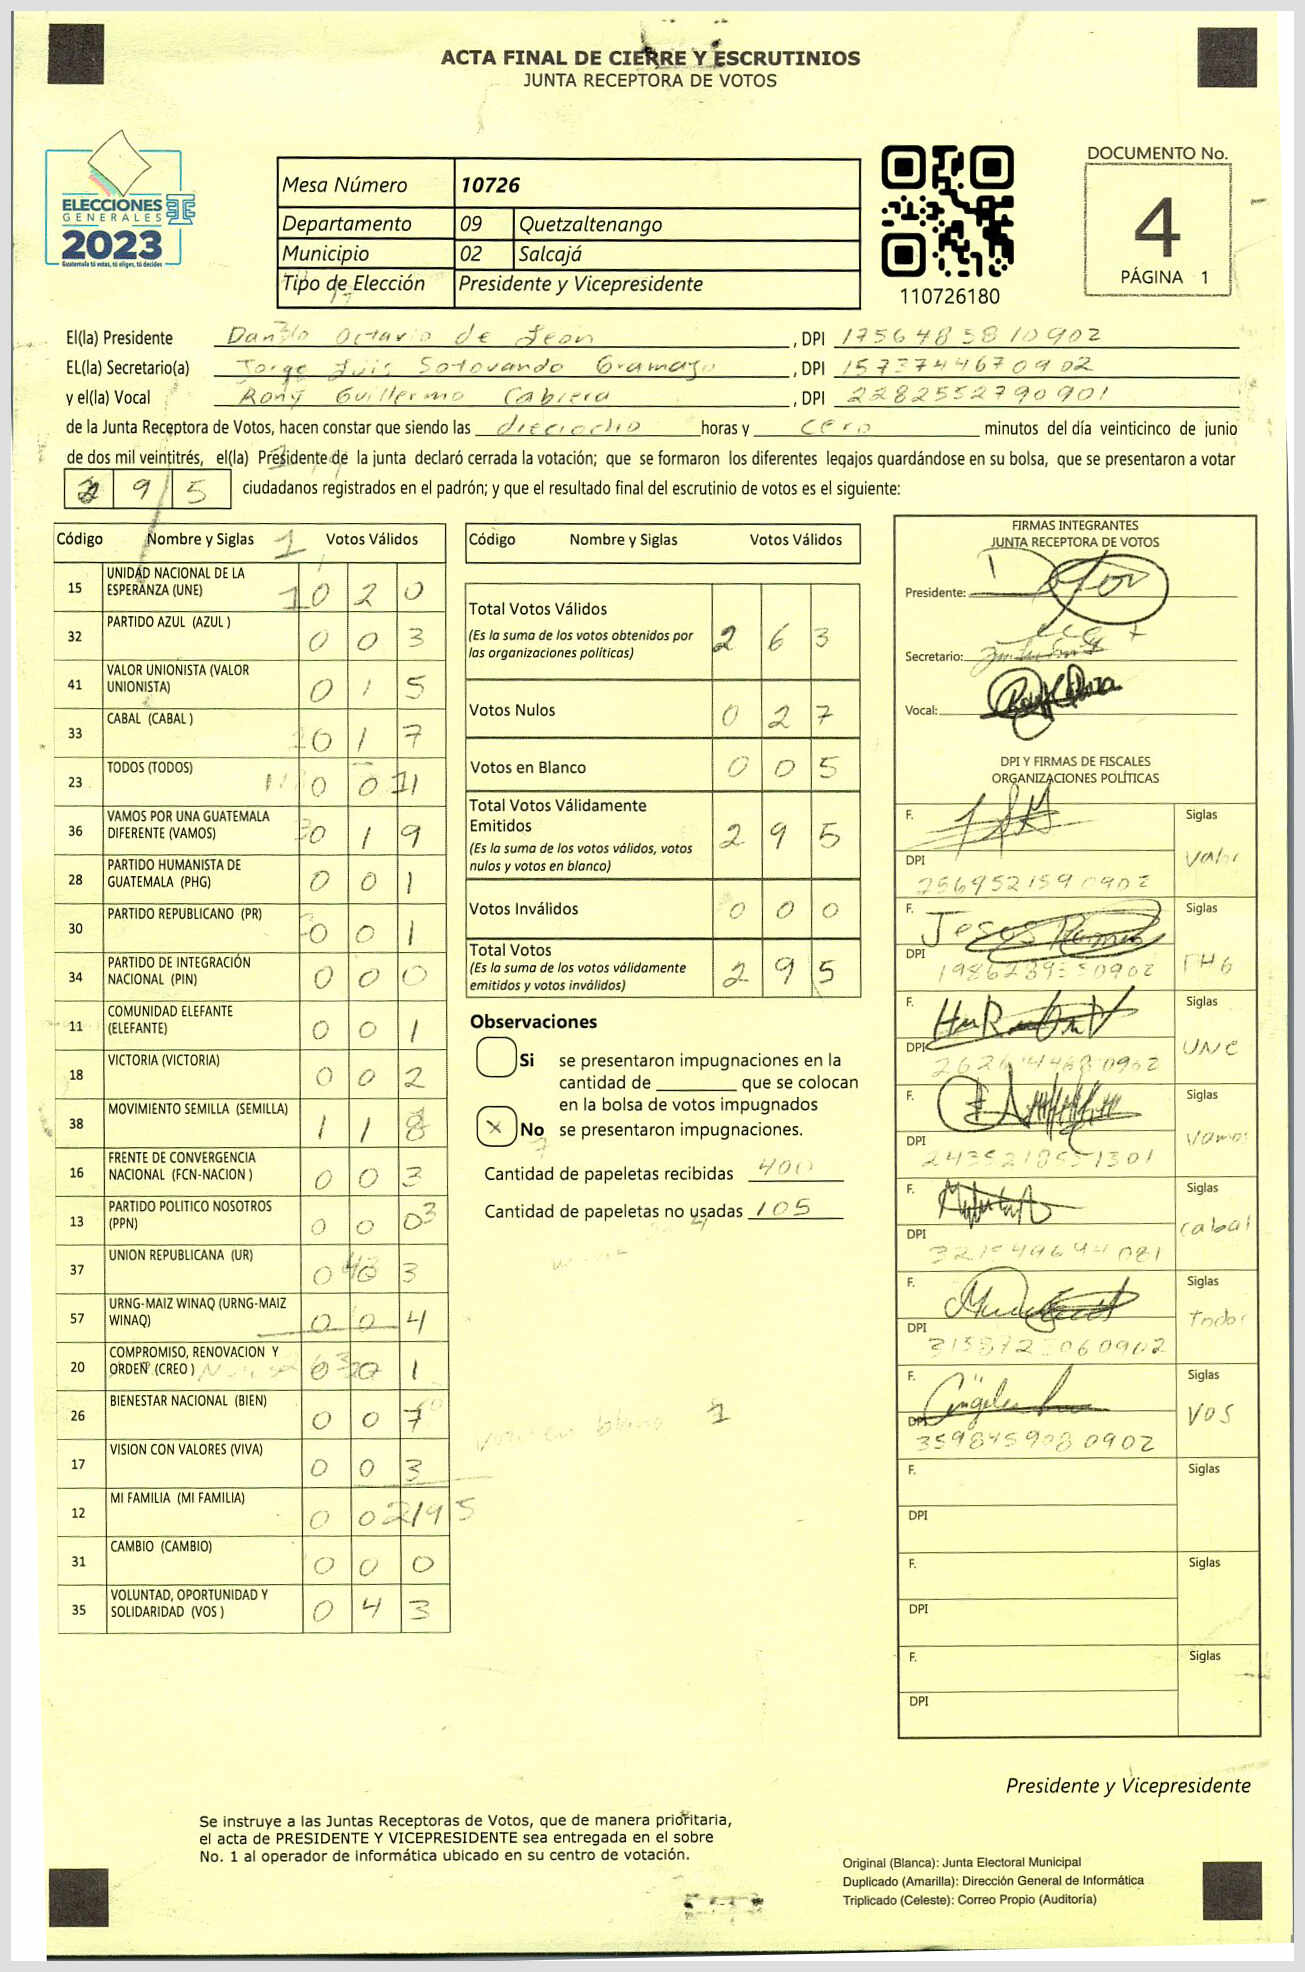 ACTA FINAL DE CIERRE Y ESCRUTINIOS
JUNTA RECEPTORA DE VOTOS
ELECCIONES
GENERALES
2023
Guatemala tú votas, tú eliges, tú decides
Mesa Número 10726
Departamento 09 Quetzaltenango
Municipio 02 Salcajá
Tipo de Elección Presidente y Vicepresidente
110726180
DOCUMENTO No.
4
PÁGINA 1
El(la) Presidente Danilo Octavio de Leon , DPI 1756483810902
EL(la) Secretario(a) Jorge Luis Sotovando Gramajo , DPI 1573744670902
y el(la) Vocal Rony Guillermo Cabrera , DPI 2282552790901
de la Junta Receptora de Votos, hacen constar que siendo las dieciocho horas y cero minutos del día veinticinco de junio
de dos mil veintitrés, el(la) Presidente de la junta declaró cerrada la votación; que se formaron los diferentes legajos guardándose en su bolsa, que se presentaron a votar
295 ciudadanos registrados en el padrón; y que el resultado final del escrutinio de votos es el siguiente:
Código Nombre y Siglas Votos Válidos
15 UNIDAD NACIONAL DE LA
ESPERANZA (UNE) 0 2 0
32 PARTIDO AZUL (AZUL ) 0 0 3
41 VALOR UNIONISTA (VALOR
UNIONISTA) 0 1 5
33 CABAL (CABAL ) 0 1 7
23 TODOS (TODOS) 0 0 1
36 VAMOS POR UNA GUATEMALA
DIFERENTE (VAMOS) 0 1 9
28 PARTIDO HUMANISTA DE
GUATEMALA (PHG) 0 0 1
30 PARTIDO REPUBLICANO (PR) 0 0 1
34 PARTIDO DE INTEGRACIÓN
NACIONAL (PIN) 0 0 0
11 COMUNIDAD ELEFANTE
(ELEFANTE) 0 0 1
18 VICTORIA (VICTORIA) 0 0 2
38 MOVIMIENTO SEMILLA (SEMILLA) 1 1 8
16 FRENTE DE CONVERGENCIA
NACIONAL (FCN-NACION ) 0 0 3
13 PARTIDO POLITICO NOSOTROS
(PPN) 0 0 0
37 UNION REPUBLICANA (UR) 0 0 3
57 URNG-MAIZ WINAQ (URNG-MAIZ
WINAQ) 0 0 4
20 COMPROMISO, RENOVACION Y
ORDEN (CREO ) 0 0 1
26 BIENESTAR NACIONAL (BIEN) 0 0 7
17 VISION CON VALORES (VIVA) 0 0 3
12 MI FAMILIA (MI FAMILIA) 0 0
31 CAMBIO (CAMBIO) 0 0 0
35 VOLUNTAD, OPORTUNIDAD Y
SOLIDARIDAD (VOS ) 0 4 3
Código Nombre y Siglas Votos Válidos
Total Votos Válidos 2 6 3
(Es la suma de los votos obtenidos por
las organizaciones políticas)
Votos Nulos 0 2 7
Votos en Blanco 0 0 5
Total Votos Válidamente
Emitidos 2 9 5
(Es la suma de los votos válidos, votos
nulos y votos en blanco)
Votos Inválidos 0 0 0
Total Votos 2 9 5
(Es la suma de los votos válidamente
emitidos y votos inválidos)
Observaciones
Si se presentaron impugnaciones en la
cantidad de ________ que se colocan
en la bolsa de votos impugnados
X No se presentaron impugnaciones.
Cantidad de papeletas recibidas 400
Cantidad de papeletas no usadas 105
FIRMAS INTEGRANTES
JUNTA RECEPTORA DE VOTOS
Presidente:
Secretario:
Vocal:
DPI Y FIRMAS DE FISCALES
ORGANIZACIONES POLÍTICAS
F. Siglas
DPI Valor
2569521590902
F. Jesos Siglas
DPI PHG
F. Siglas
DPI UNE
F. Siglas
DPI Vamos
2435218551301
F. Siglas
DPI Cabal
F. Siglas
DPI Todos
F. Siglas
DPI VOS
3598459080902
F. Siglas
DPI
F. Siglas
DPI
F. Siglas
DPI
Presidente y Vicepresidente
Se instruye a las Juntas Receptoras de Votos, que de manera prioritaria,
el acta de PRESIDENTE Y VICEPRESIDENTE sea entregada en el sobre
No. 1 al operador de informática ubicado en su centro de votación.
Original (Blanca): Junta Electoral Municipal
Duplicado (Amarilla): Dirección General de Informática
Triplicado (Celeste): Correo Propio (Auditoría)